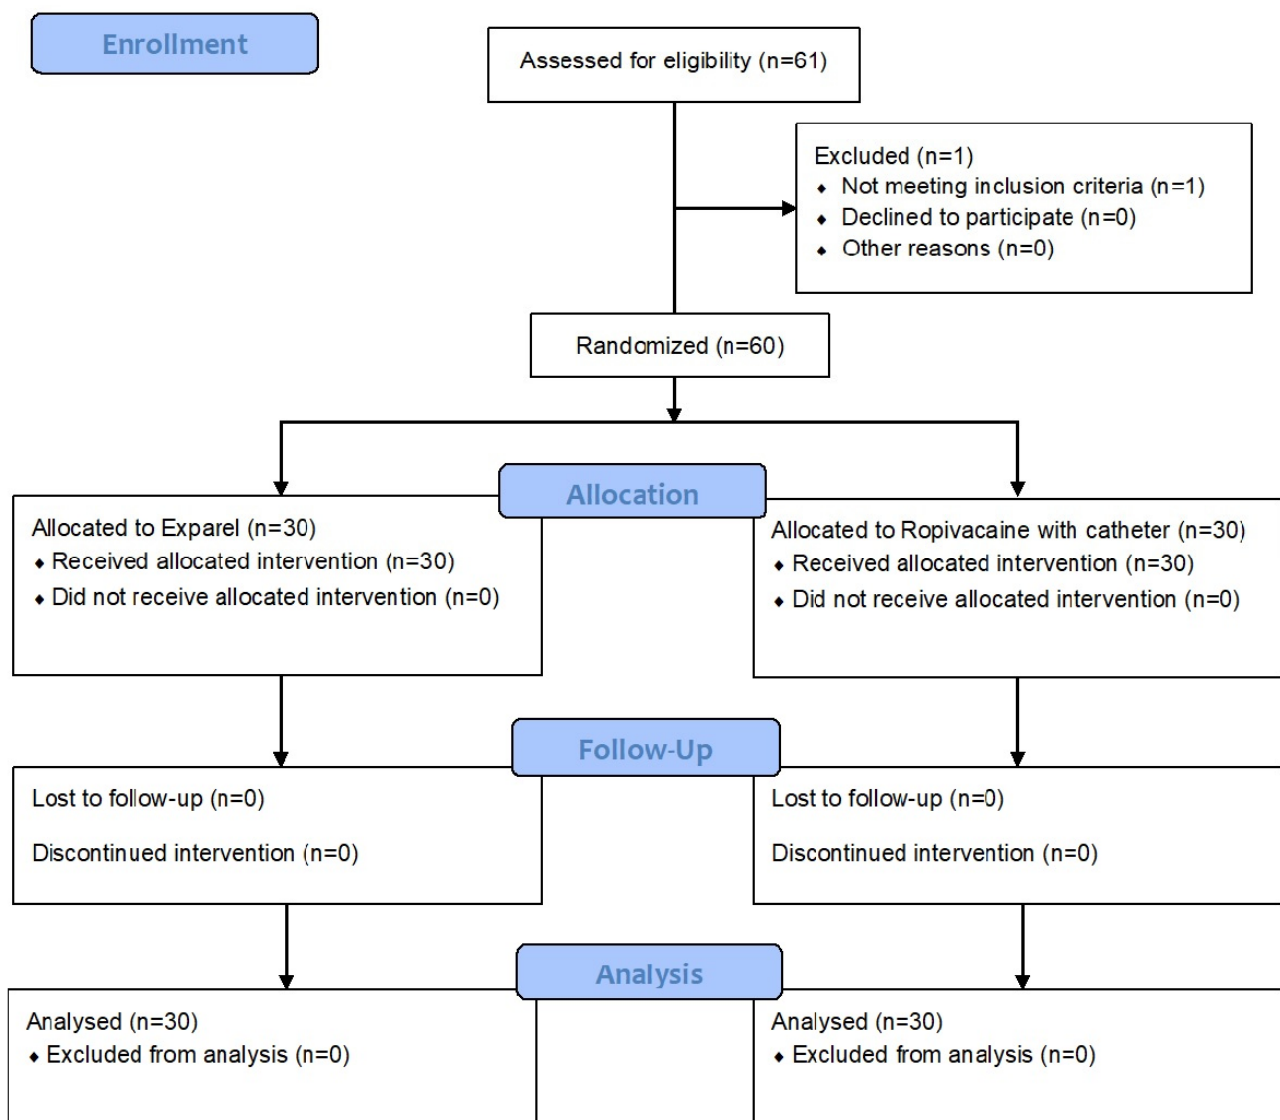 Enrollment
Assessed for eligibility (n=61)
Excluded (n=1)
⬥ Not meeting inclusion criteria (n=1)
⬥ Declined to participate (n=0)
⬥ Other reasons (n=0)
Randomized (n=60)
Allocation
Allocated to Exparel (n=30)
⬥ Received allocated intervention (n=30)
⬥ Did not receive allocated intervention (n=0)
Allocated to Ropivacaine with catheter (n=30)
⬥ Received allocated intervention (n=30)
⬥ Did not receive allocated intervention (n=0)
Follow-Up
Lost to follow-up (n=0)
Discontinued intervention (n=0)
Lost to follow-up (n=0)
Discontinued intervention (n=0)
Analysis
Analysed (n=30)
⬥ Excluded from analysis (n=0)
Analysed (n=30)
⬥ Excluded from analysis (n=0)